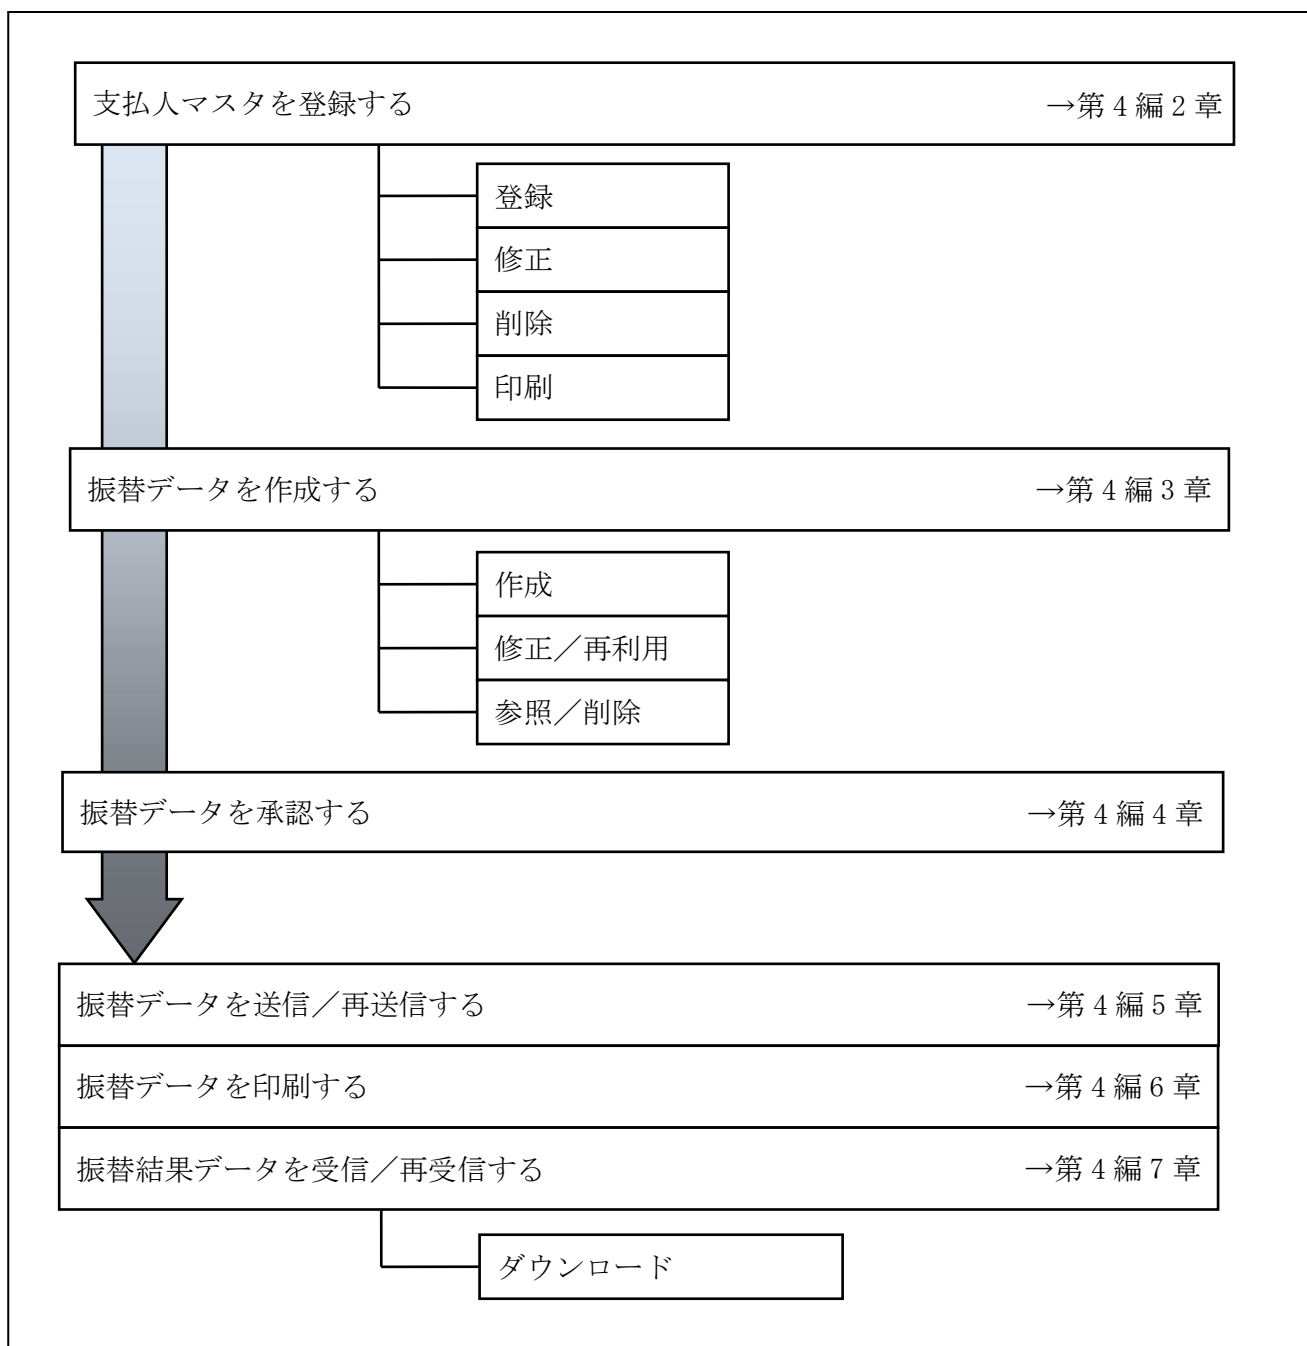 支払人マスタを登録する →第4編2章
登録
修正
削除
印刷
振替データを作成する →第4編3章
作成
修正／再利用
参照／削除
振替データを承認する →第4編4章
振替データを送信／再送信する →第4編5章
振替データを印刷する →第4編6章
振替結果データを受信／再受信する →第4編7章
ダウンロード